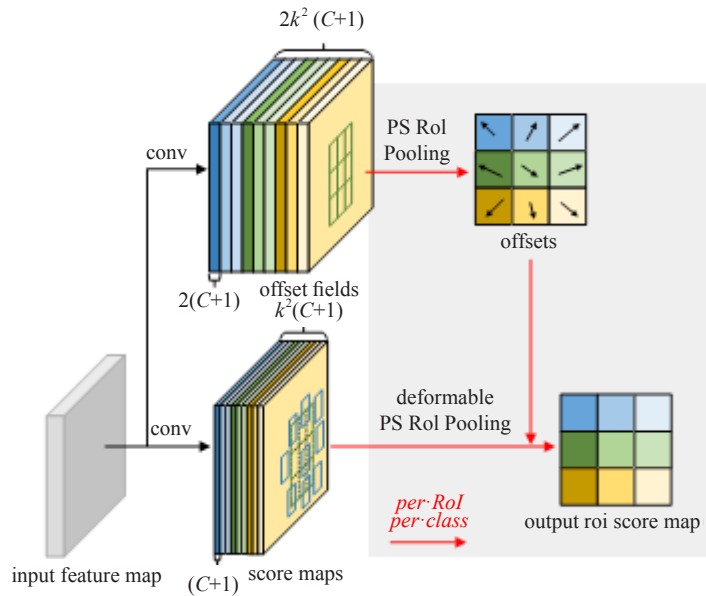 2k² (C+1)
conv
PS RoI
Pooling
offsets
2(C+1)
offset fields
k²(C+1)
conv
deformable
PS RoI Pooling
per·RoI
per·class
output roi score map
input feature map
(C+1)
score maps